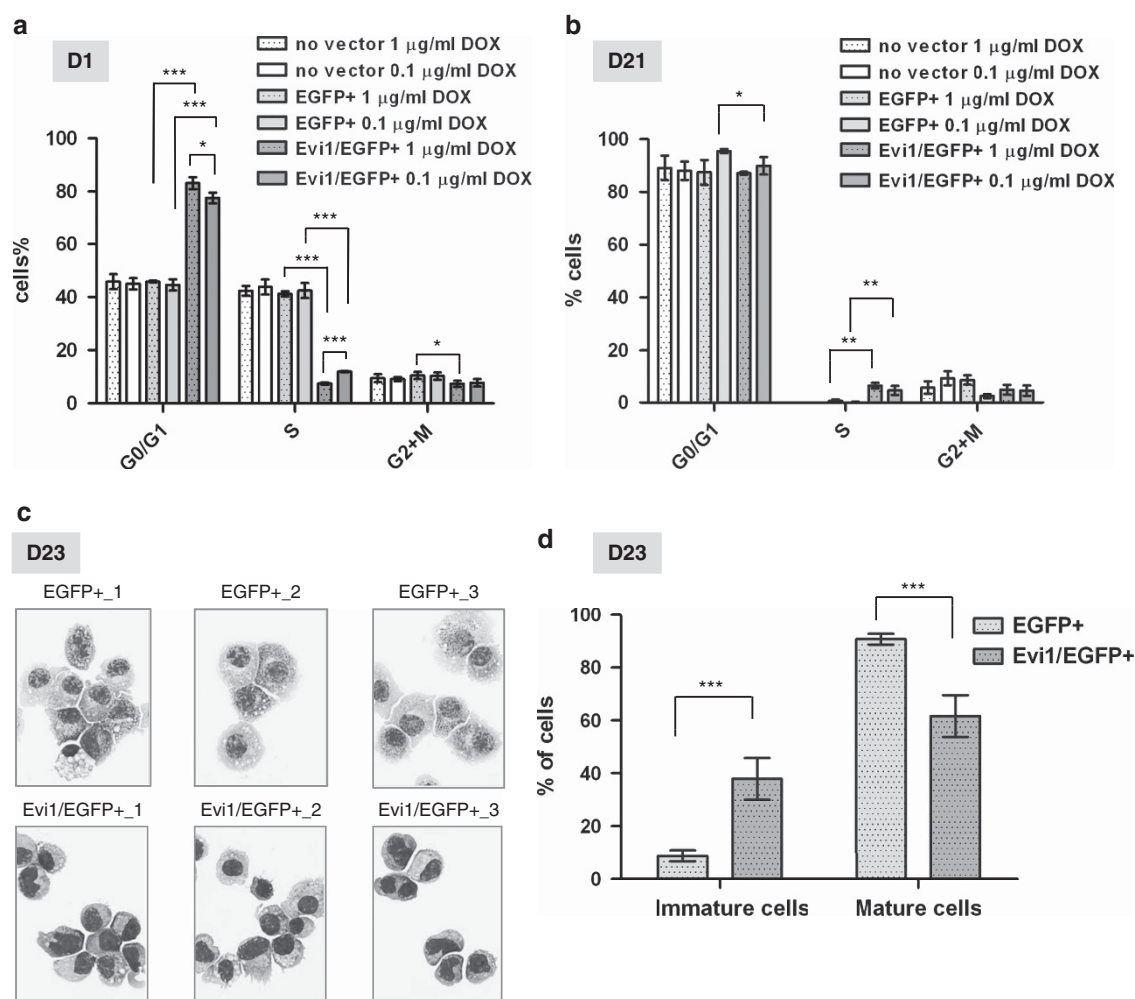 a
D1
no vector 1 μg/ml DOX
no vector 0.1 μg/ml DOX
EGFP+ 1 μg/ml DOX
EGFP+ 0.1 μg/ml DOX
Evi1/EGFP+ 1 μg/ml DOX
Evi1/EGFP+ 0.1 μg/ml DOX
***
***
*
***
***
***
*
cells%
100
80
60
40
20
0
G0/G1
S
G2+M
b
D21
no vector 1 μg/ml DOX
no vector 0.1 μg/ml DOX
EGFP+ 1 μg/ml DOX
EGFP+ 0.1 μg/ml DOX
Evi1/EGFP+ 1 μg/ml DOX
Evi1/EGFP+ 0.1 μg/ml DOX
*
**
**
% cells
100
80
60
40
20
0
G0/G1
S
G2+M
c
D23
EGFP+_1
EGFP+_2
EGFP+_3
Evi1/EGFP+_1
Evi1/EGFP+_2
Evi1/EGFP+_3
d
D23
***
***
EGFP+
Evi1/EGFP+
% of cells
100
80
60
40
20
0
Immature cells
Mature cells